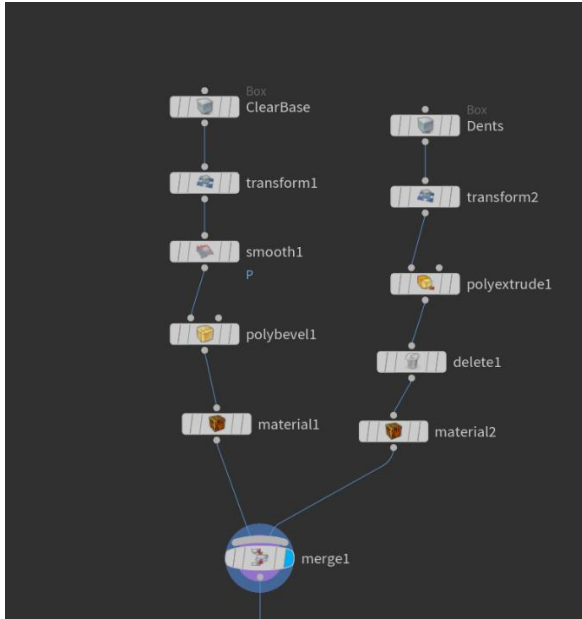 Box
ClearBase
Box
Dents
transform1
transform2
smooth1
P
polyextrude1
polybevel1
delete1
material1
material2
merge1